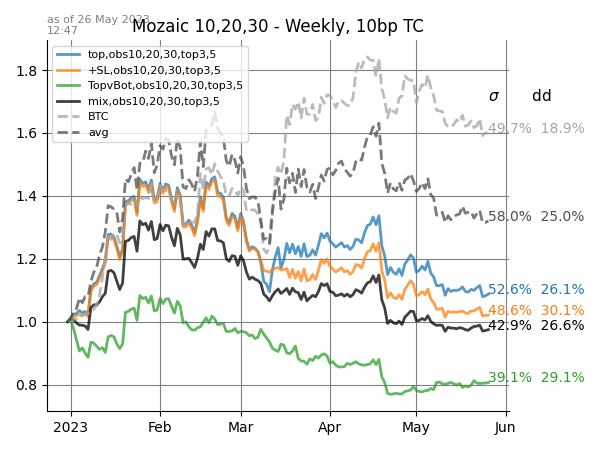 as of 26 May 2023
12:47
Mozaic 10,20,30 - Weekly, 10bp TC
top,obs10,20,30,top3,5
+SL,obs10,20,30,top3,5
TopvBot,obs10,20,30,top3,5
mix,obs10,20,30,top3,5
BTC
avg
σ dd
49.7% 18.9%
58.0% 25.0%
52.6% 26.1%
48.6% 30.1%
42.9% 26.6%
39.1% 29.1%
1.8
1.6
1.4
1.2
1.0
0.8
2023 Feb Mar Apr May Jun